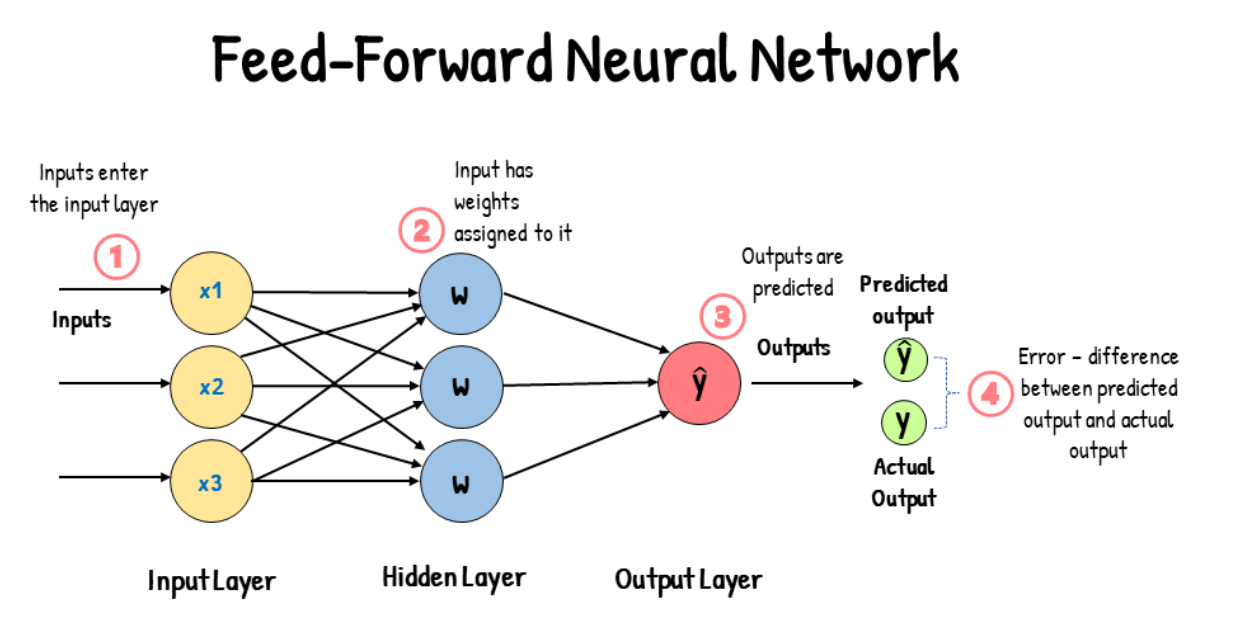 Feed-Forward Neural Network
Inputs enter
the input layer
1
Inputs
x1
x2
x3
Input Layer
Input has
weights
assigned to it
2
w
w
w
Hidden Layer
3
ŷ
Output Layer
Outputs are
predicted
Outputs
Predicted
output
ŷ
y
Actual
Output
4
Error - difference
between predicted
output and actual
output